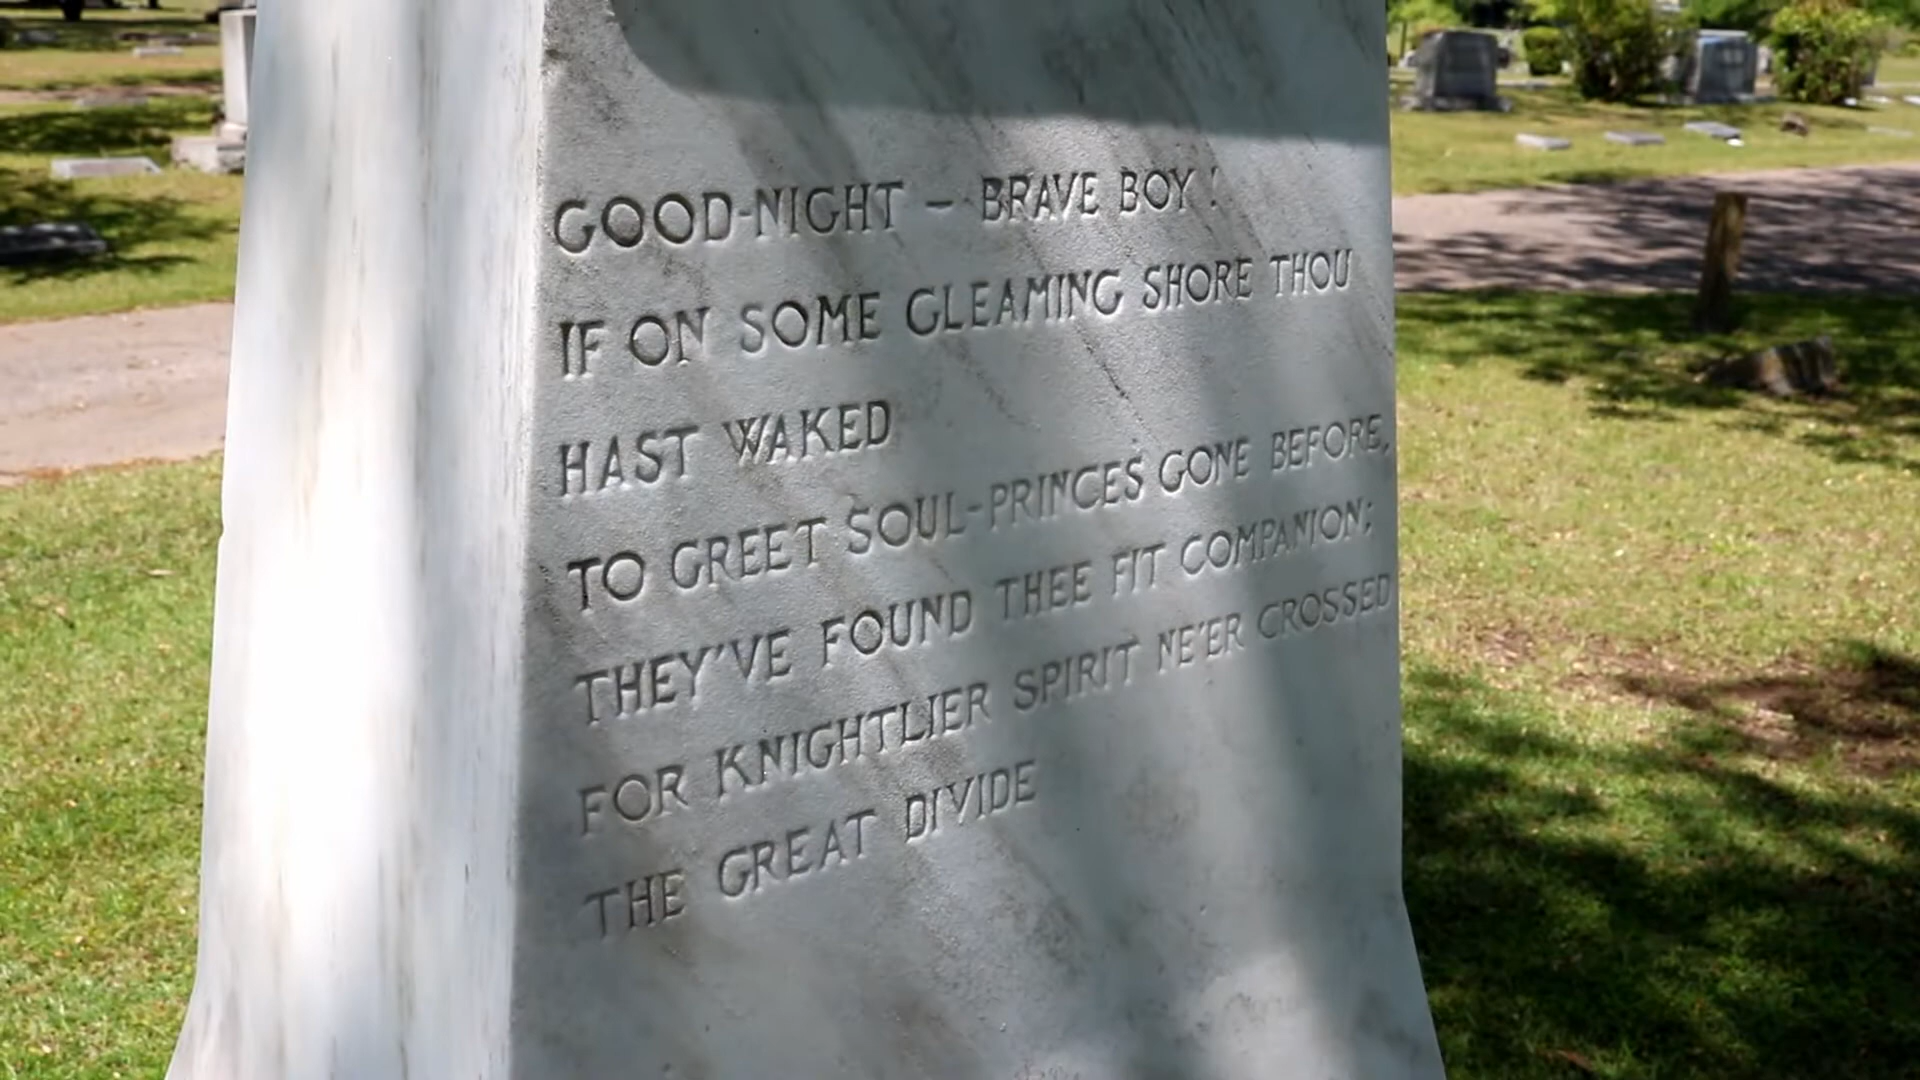 GOOD-NIGHT – BRAVE BOY!
IF ON SOME GLEAMING SHORE THOU
HAST WAKED
TO GREET SOUL-PRINCES GONE BEFORE,
THEY'VE FOUND THEE FIT COMPANION;
FOR KNIGHTLIER SPIRIT NE'ER CROSSED
THE GREAT DIVIDE